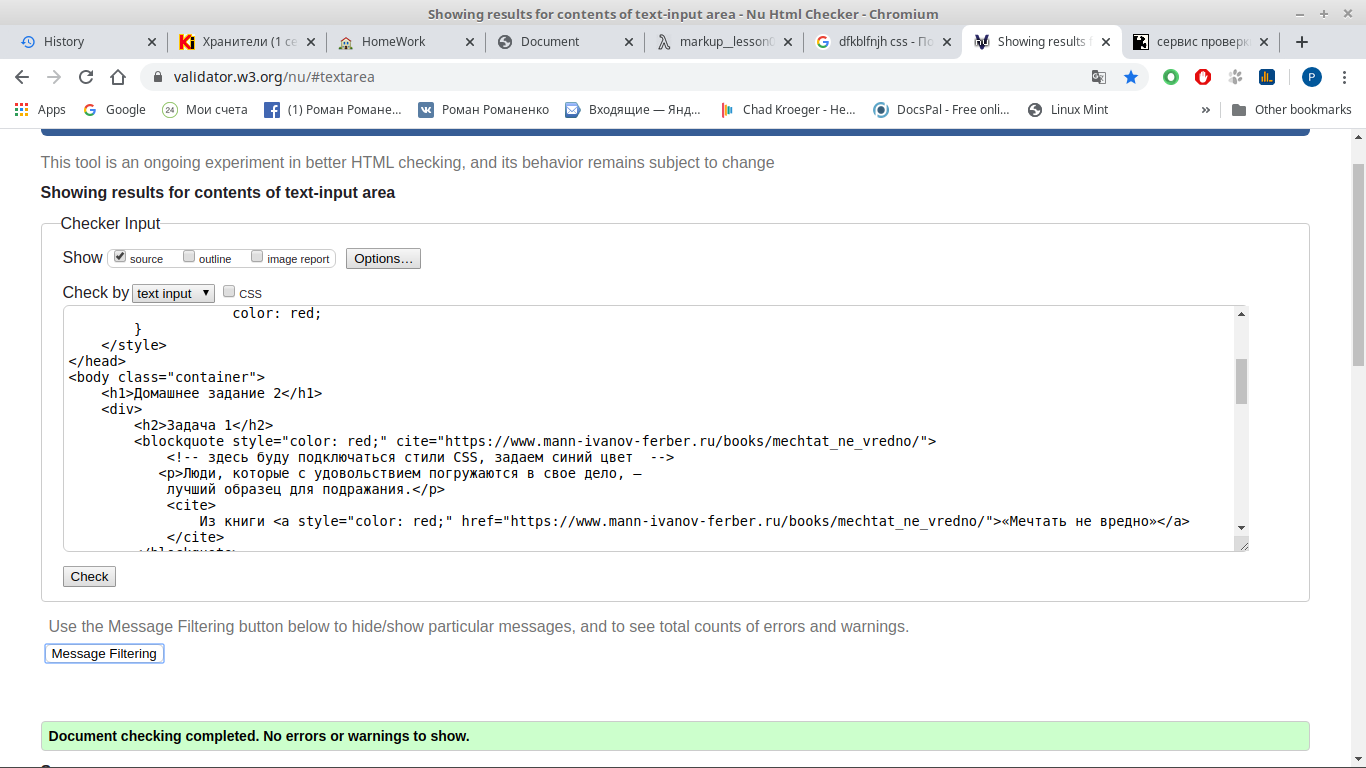 Showing results for contents of text-input area - Nu Html Checker - Chromium
History
Хранители (1 се
HomeWork
Document
markup__lesson0
dfkblfnjh css - По
Showing results f
сервис проверки
validator.w3.org/nu/#textarea
P
Apps
Google
24
Мои счета
(1) Роман Романе...
Роман Романенко
Входящие — Янд...
Chad Kroeger - He...
DocsPal - Free onli...
Linux Mint
»
Other bookmarks
This tool is an ongoing experiment in better HTML checking, and its behavior remains subject to change
Showing results for contents of text-input area
Checker Input
Show source outline image report Options...
Check by text input CSS
color: red;
}
</style>
</head>
<body class="container">
<h1>Домашнее задание 2</h1>
<div>
<h2>Задача 1</h2>
<blockquote style="color: red;" cite="https://www.mann-ivanov-ferber.ru/books/mechtat_ne_vredno/">
<!-- здесь буду подключаться стили CSS, задаем синий цвет  -->
<p>Люди, которые с удовольствием погружаются в свое дело, —
лучший образец для подражания.</p>
<cite>
Из книги <a style="color: red;" href="https://www.mann-ivanov-ferber.ru/books/mechtat_ne_vredno/">«Мечтать не вредно»</a>
</cite>
</blockquote>
Check
Use the Message Filtering button below to hide/show particular messages, and to see total counts of errors and warnings.
Message Filtering
Document checking completed. No errors or warnings to show.